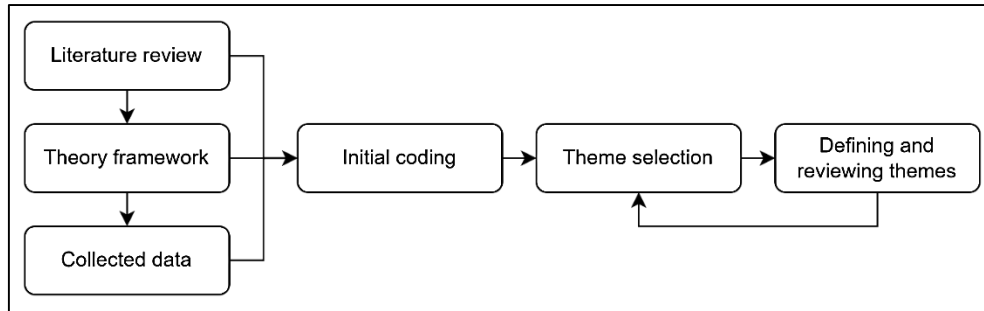 Literature review
Theory framework
Collected data
Initial coding
Theme selection
Defining and
reviewing themes